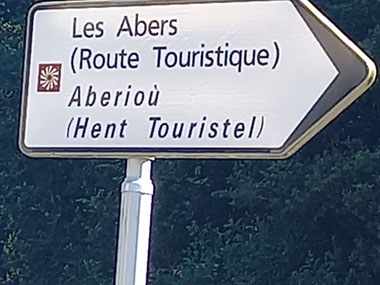 Les Abers
(Route Touristique)
Aberioù
(Hent Touristel)